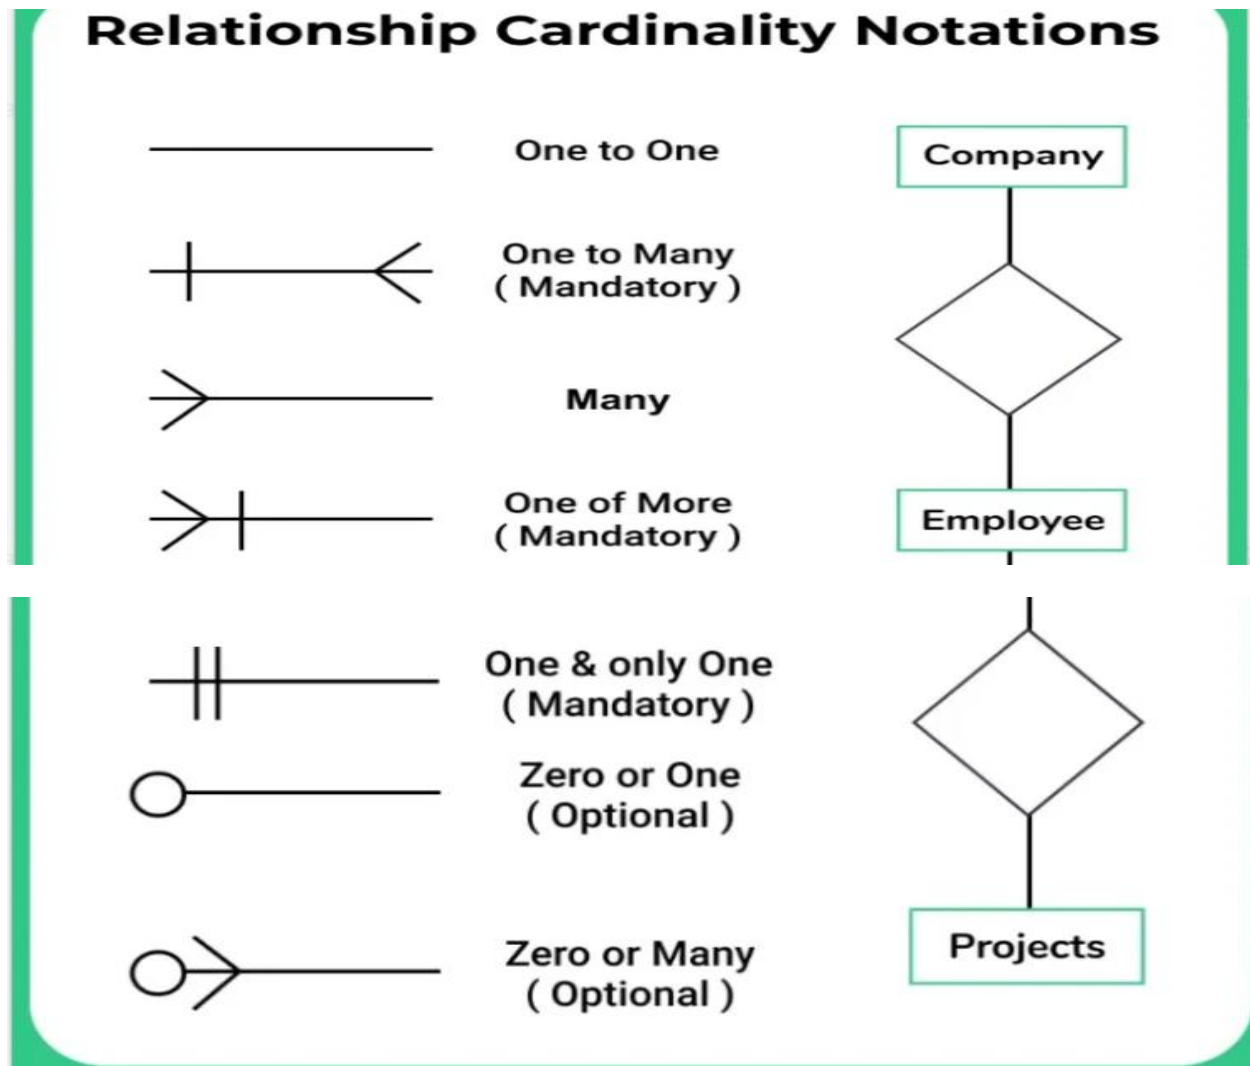 Relationship Cardinality Notations
One to One
Company
One to Many
( Mandatory )
Many
One of More
( Mandatory )
Employee
One & only One
( Mandatory )
Zero or One
( Optional )
Zero or Many
( Optional )
Projects